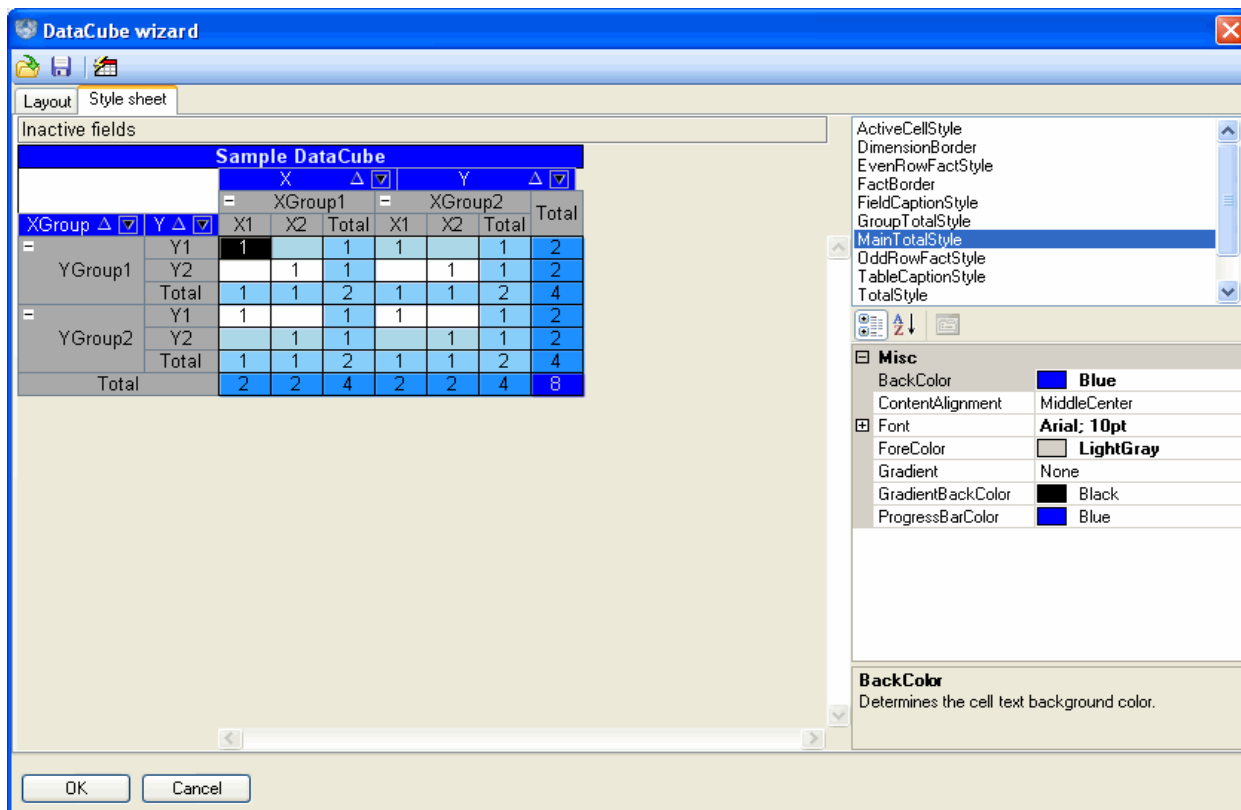 DataCube wizard
Layout Style sheet
Inactive fields
Sample DataCube
X Y
XGroup1 XGroup2 Total
XGroup Y X1 X2 Total X1 X2 Total
YGroup1
Y1 1 1 1 1 2
Y2 1 1 1 1 2
Total 1 1 2 1 1 2 4
YGroup2
Y1 1 1 1 1 2
Y2 1 1 1 1 2
Total 1 1 2 1 1 2 4
Total 2 2 4 2 2 4 8
ActiveCellStyle
DimensionBorder
EvenRowFactStyle
FactBorder
FieldCaptionStyle
GroupTotalStyle
MainTotalStyle
OddRowFactStyle
TableCaptionStyle
TotalStyle
Misc
BackColor Blue
ContentAlignment MiddleCenter
Font Arial; 10pt
ForeColor LightGray
Gradient None
GradientBackColor Black
ProgressBarColor Blue
BackColor
Determines the cell text background color.
OK Cancel